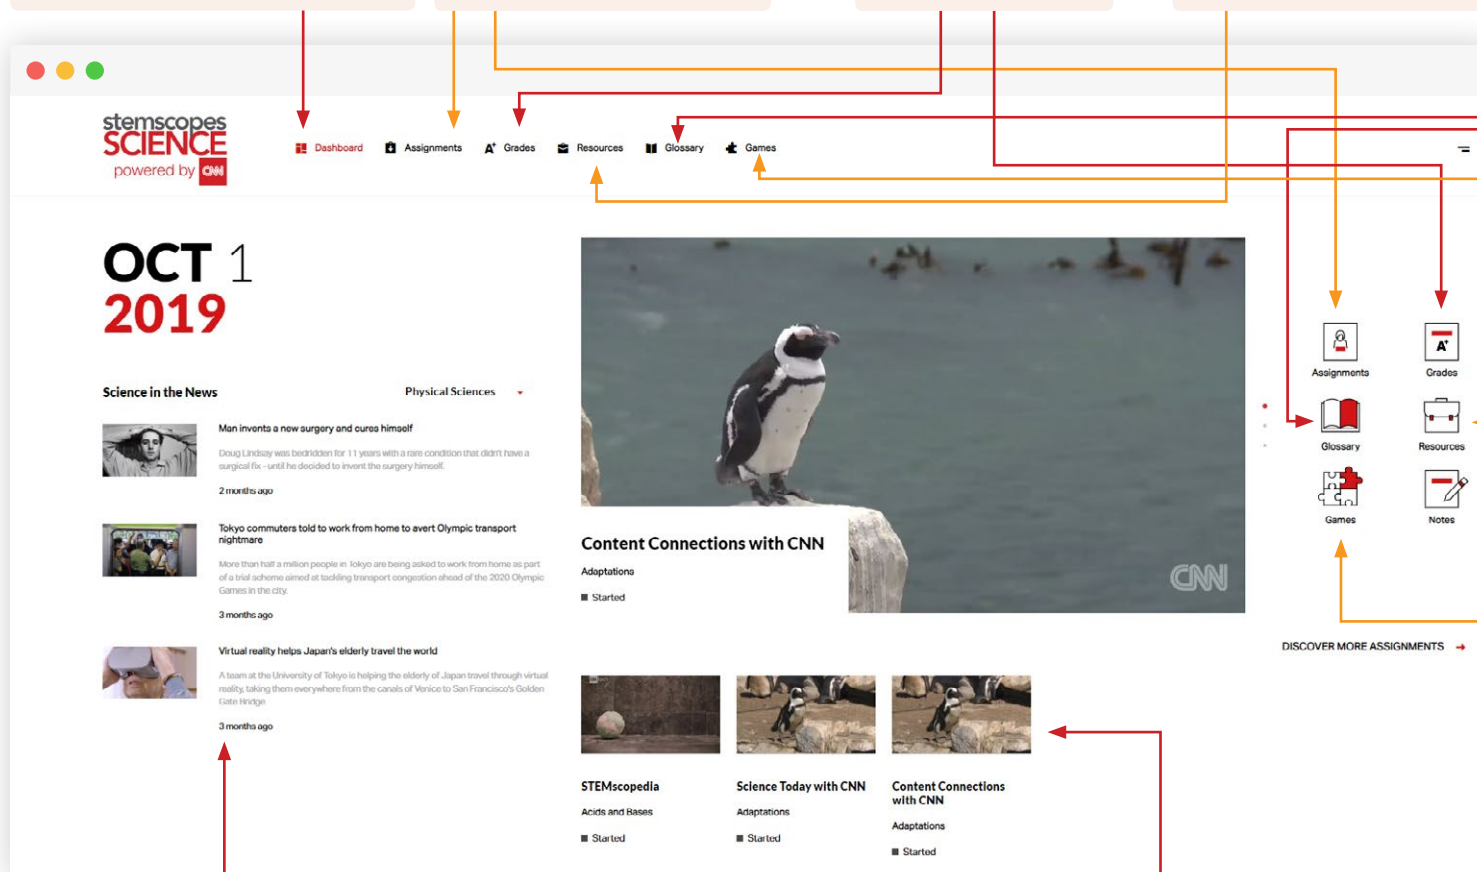 stemscopes
SCIENCE
powered by CNN
Dashboard
Assignments
A+ Grades
Resources
Glossary
Games
OCT 1
2019
Science in the News
Physical Sciences
Man invents a new surgery and cures himself
Doug Lindsay was bedridden for 11 years with a rare condition that didn't have a
surgical fix - until he decided to invent the surgery himself.
2 months ago
Tokyo commuters told to work from home to avert Olympic transport
nightmare
More than half a million people in Tokyo are being asked to work from home as part
of a trial scheme aimed at tackling transport congestion ahead of the 2020 Olympic
Games in the city.
3 months ago
Virtual reality helps Japan's elderly travel the world
A team at the University of Tokyo is helping the elderly of Japan travel through virtual
reality, taking them everywhere from the canals of Venice to San Francisco's Golden
Gate Bridge
3 months ago
Content Connections with CNN
Adaptations
Started
CNN
Assignments
A+
Grades
Glossary
Resources
Games
Notes
DISCOVER MORE ASSIGNMENTS
STEMscopedia
Acids and Bases
Started
Science Today with CNN
Adaptations
Started
Content Connections
with CNN
Adaptations
Started